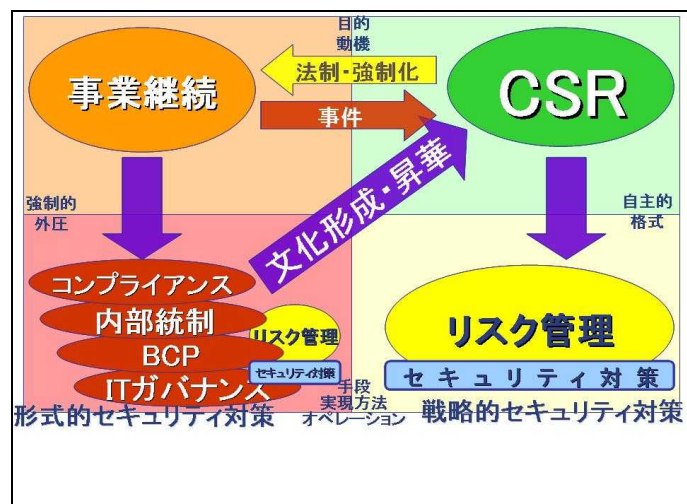 目的
動機
事業継続
法制・強制化
CSR
事件
強制的
外圧
文化形成・昇華
自主的
格式
コンプライアンス
内部統制
リスク管理
BCP
セキュリティ対策
ITガバナンス
リスク管理
セキュリティ対策
手段
実現方法
オペレーション
形式的セキュリティ対策
戦略的セキュリティ対策